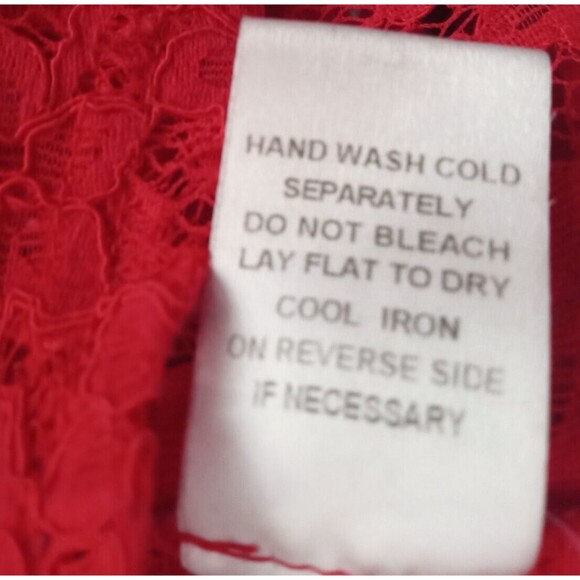 HAND WASH COLD
SEPARATELY
DO NOT BLEACH
LAY FLAT TO DRY
COOL IRON
ON REVERSE SIDE
IF NECESSARY